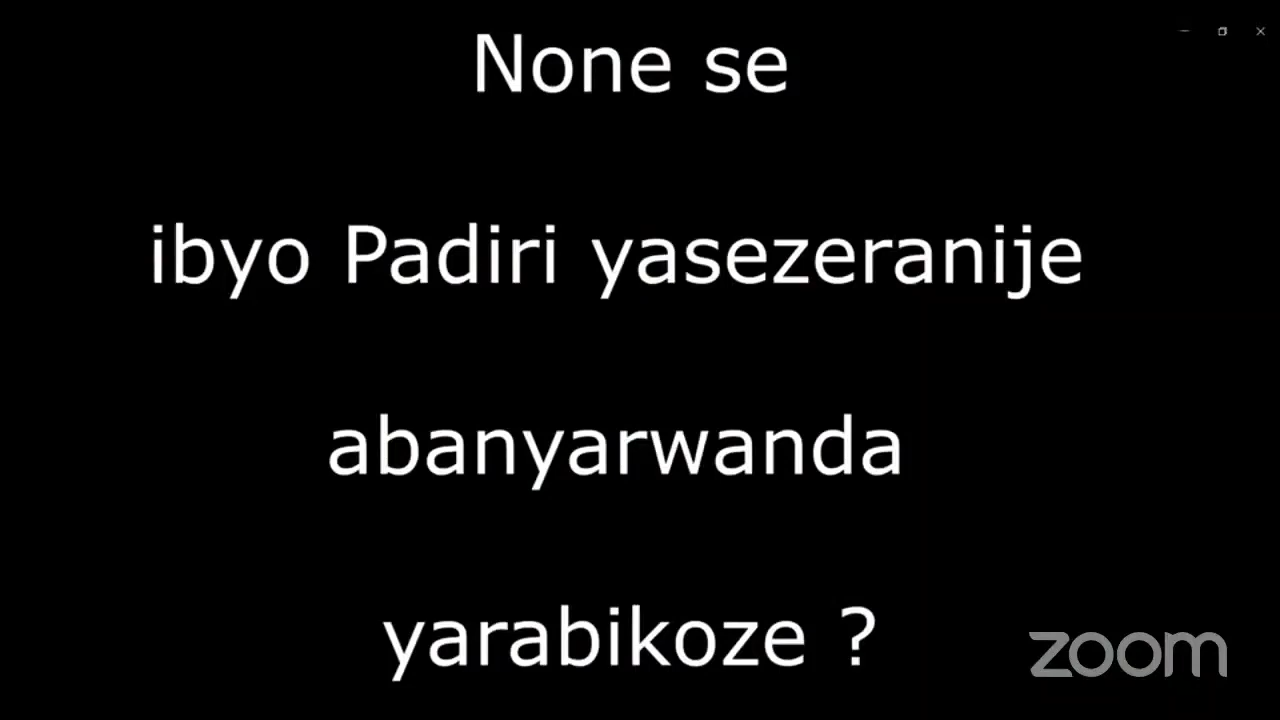 None se
ibyo Padiri yasezeranije
abanyarwanda
yarabikoze ?
zoom